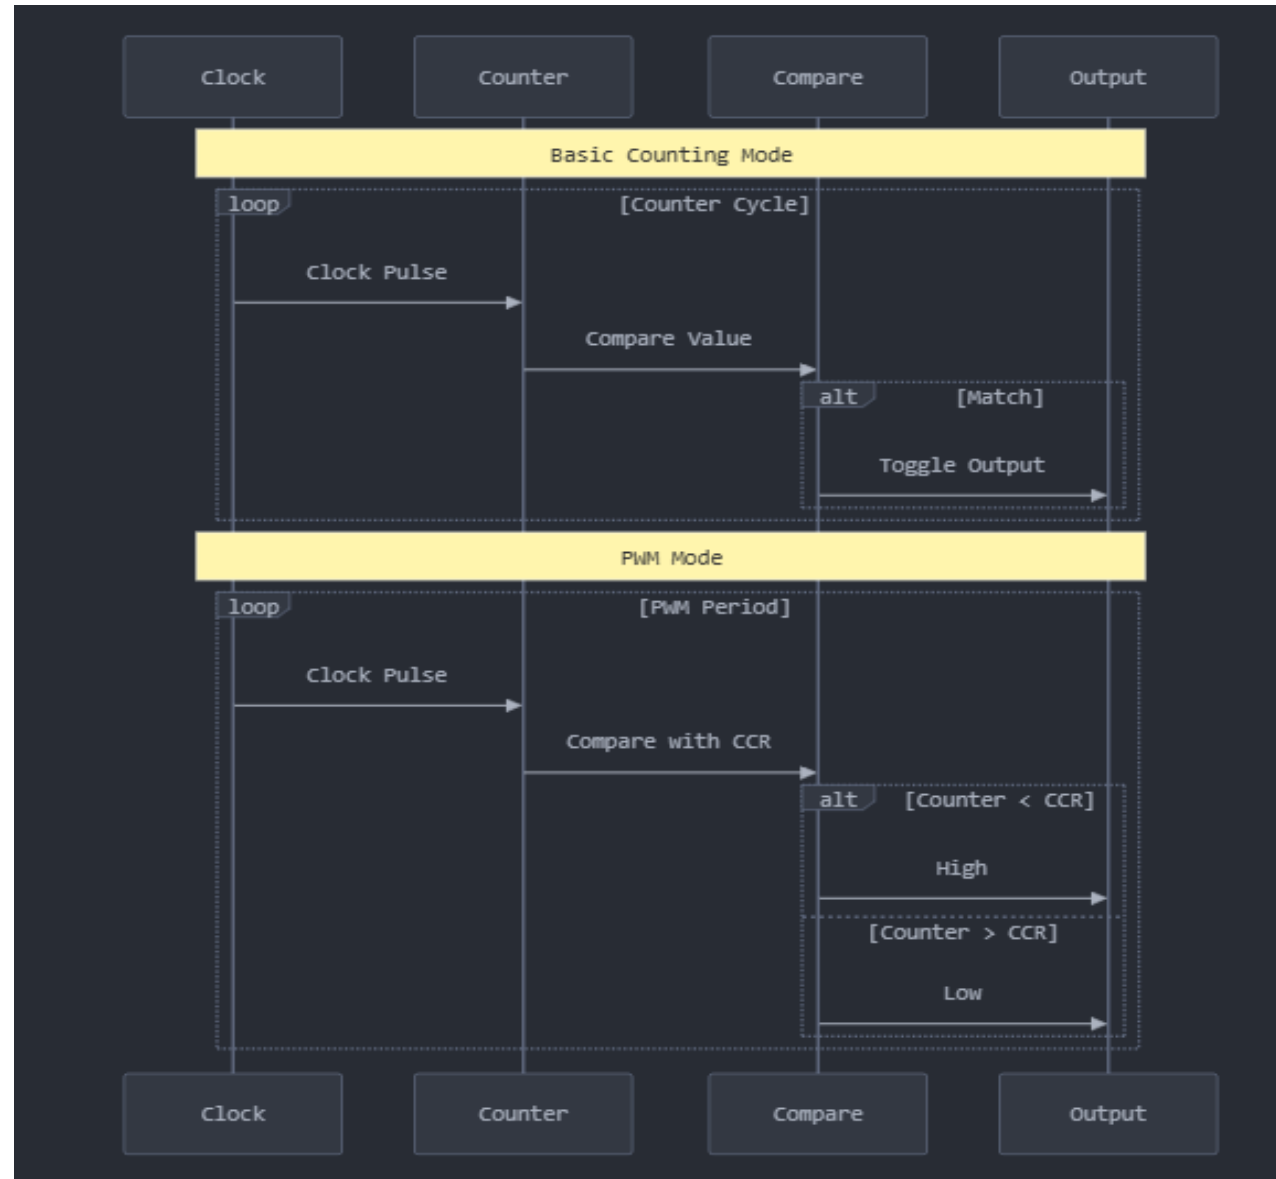 Clock Counter Compare Output
Basic Counting Mode
loop [Counter Cycle]
Clock Pulse
Compare Value
alt [Match]
Toggle Output
PWM Mode
loop [PWM Period]
Clock Pulse
Compare with CCR
alt [Counter < CCR]
High
[Counter > CCR]
Low
Clock Counter Compare Output